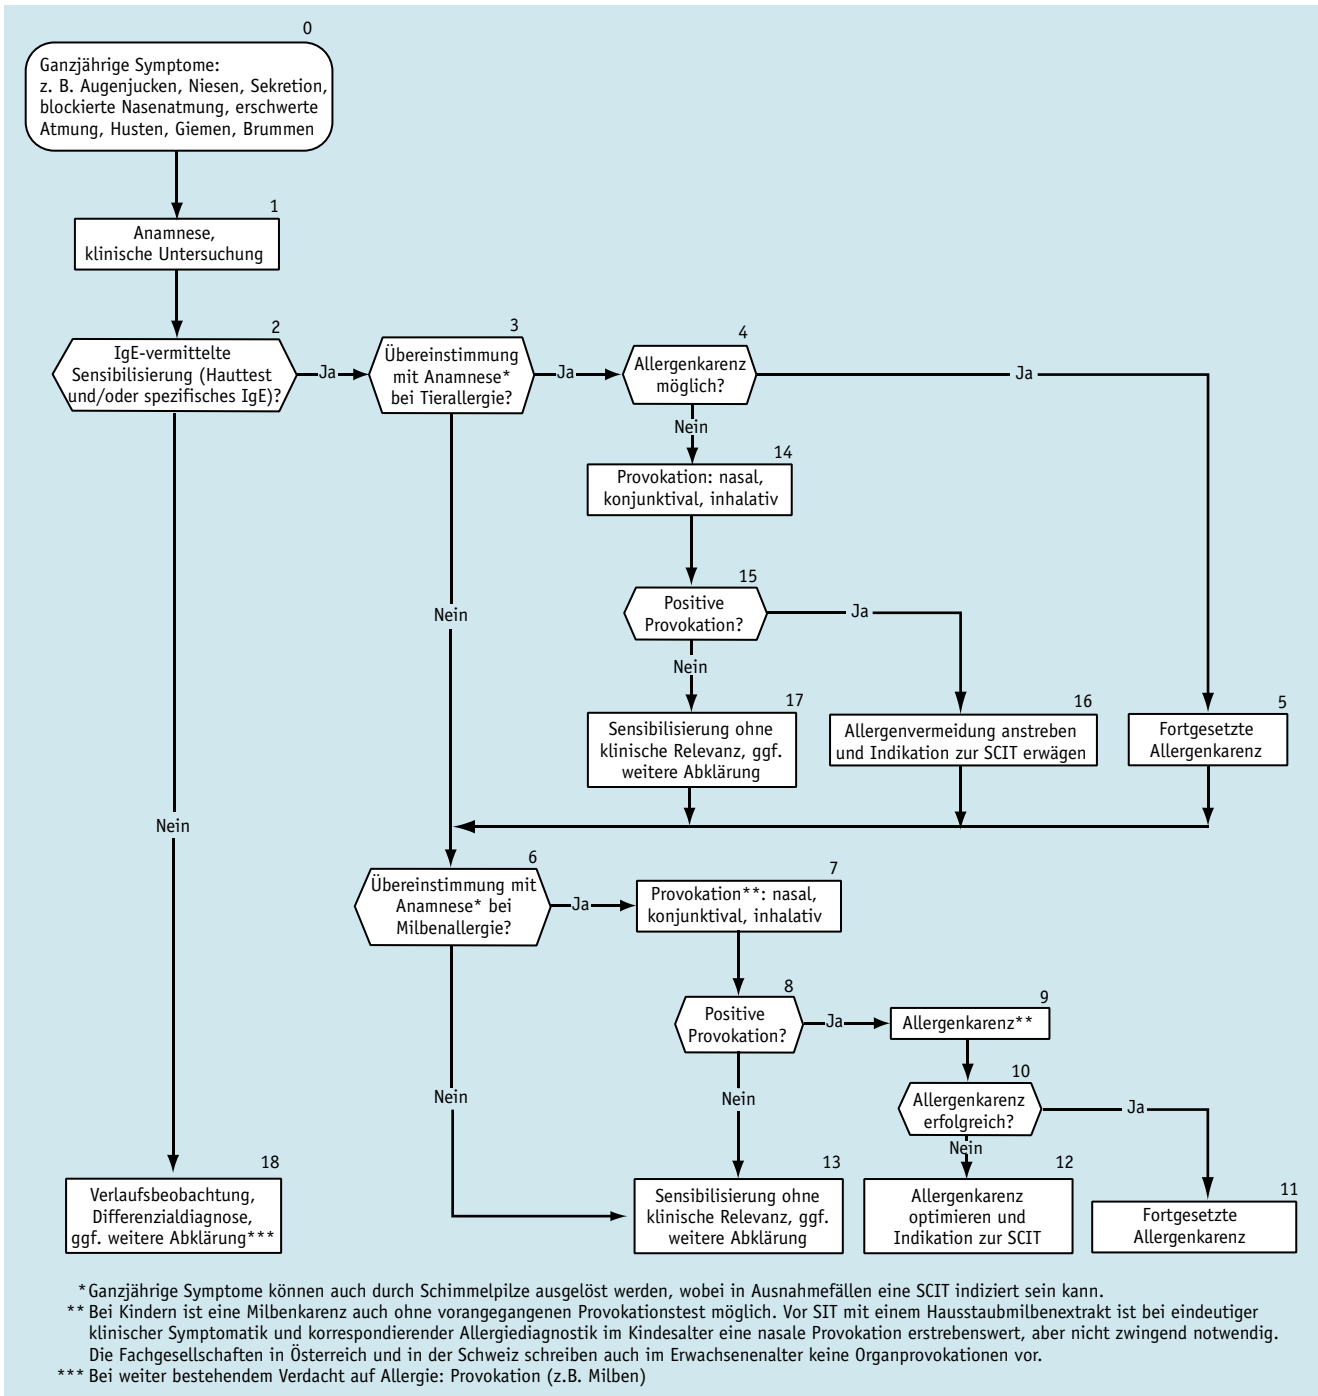 0
Ganzjährige Symptome:
z. B. Augenjucken, Niesen, Sekretion,
blockierte Nasenatmung, erschwerte
Atmung, Husten, Giemen, Brummen
1
Anamnese,
klinische Untersuchung
2
IgE-vermittelte
Sensibilisierung (Hauttest
und/oder spezifisches IgE)?
Ja
3
Übereinstimmung
mit Anamnese*
bei Tierallergie?
Ja
4
Allergenkarenz
möglich?
Ja
Nein
14
Provokation: nasal,
konjunktival, inhalativ
15
Positive
Provokation?
Ja
Nein
Nein
17
Sensibilisierung ohne
klinische Relevanz, ggf.
weitere Abklärung
16
Allergenvermeidung anstreben
und Indikation zur SCIT erwägen
5
Fortgesetzte
Allergenkarenz
Nein
6
Übereinstimmung mit
Anamnese* bei
Milbenallergie?
Ja
7
Provokation**: nasal,
konjunktival, inhalativ
8
Positive
Provokation?
Ja
9
Allergenkarenz**
10
Allergenkarenz
erfolgreich?
Ja
Nein
Nein
Nein
18
Verlaufsbeobachtung,
Differenzialdiagnose,
ggf. weitere Abklärung***
13
Sensibilisierung ohne
klinische Relevanz, ggf.
weitere Abklärung
12
Allergenkarenz
optimieren und
Indikation zur SCIT
11
Fortgesetzte
Allergenkarenz
* Ganzjährige Symptome können auch durch Schimmelpilze ausgelöst werden, wobei in Ausnahmefällen eine SCIT indiziert sein kann.
** Bei Kindern ist eine Milbenkarenz auch ohne vorangegangenen Provokationstest möglich. Vor SIT mit einem Hausstaubmilbenextrakt ist bei eindeutiger
klinischer Symptomatik und korrespondierender Allergiediagnostik im Kindesalter eine nasale Provokation erstrebenswert, aber nicht zwingend notwendig.
Die Fachgesellschaften in Österreich und in der Schweiz schreiben auch im Erwachsenenalter keine Organprovokationen vor.
*** Bei weiter bestehendem Verdacht auf Allergie: Provokation (z.B. Milben)